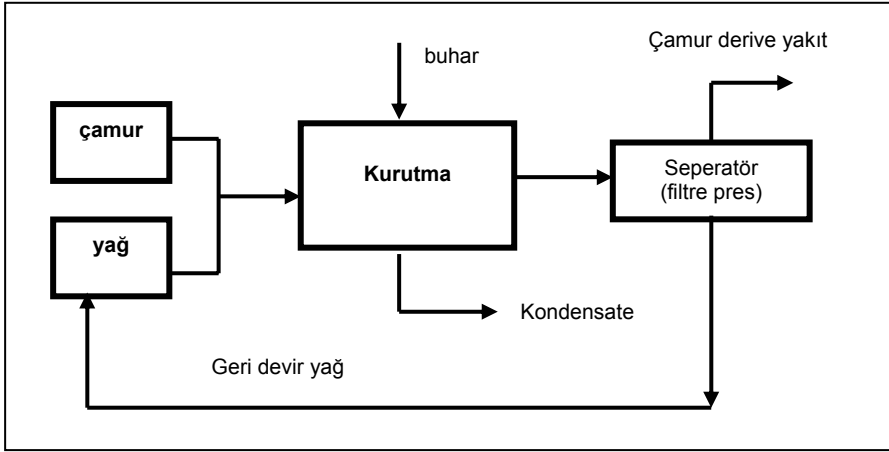 Çamur derive yakıt
buhar
çamur
Kurutma
Seperatör
(filtre pres)
yağ
Kondensate
Geri devir yağ